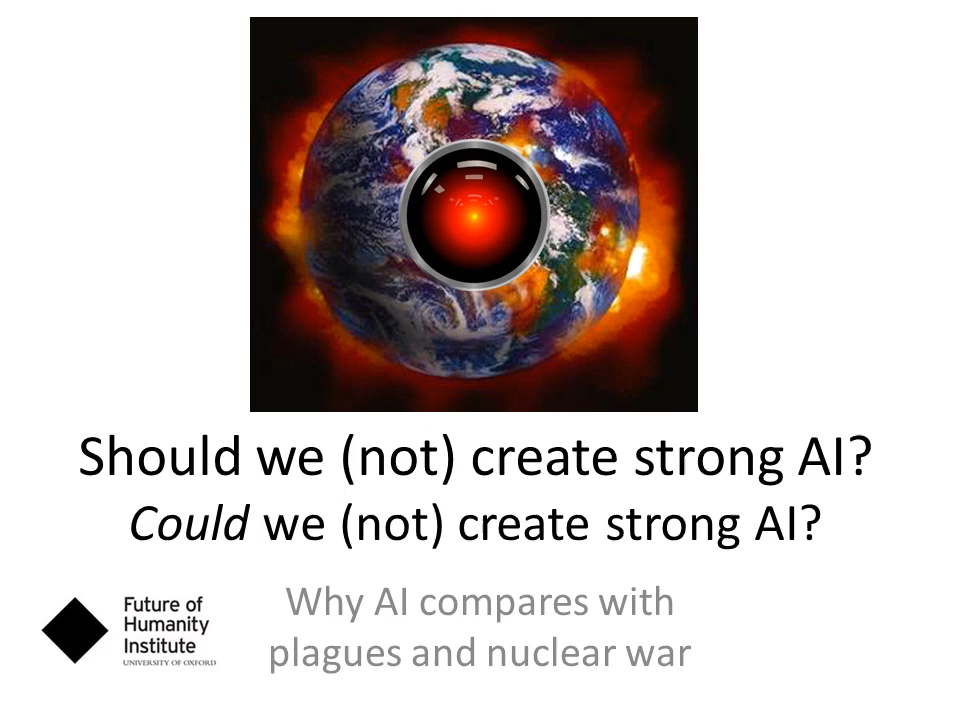 Should we (not) create strong AI?
Could we (not) create strong AI?
Why AI compares with
plagues and nuclear war
Future of
Humanity
Institute
UNIVERSITY OF OXFORD